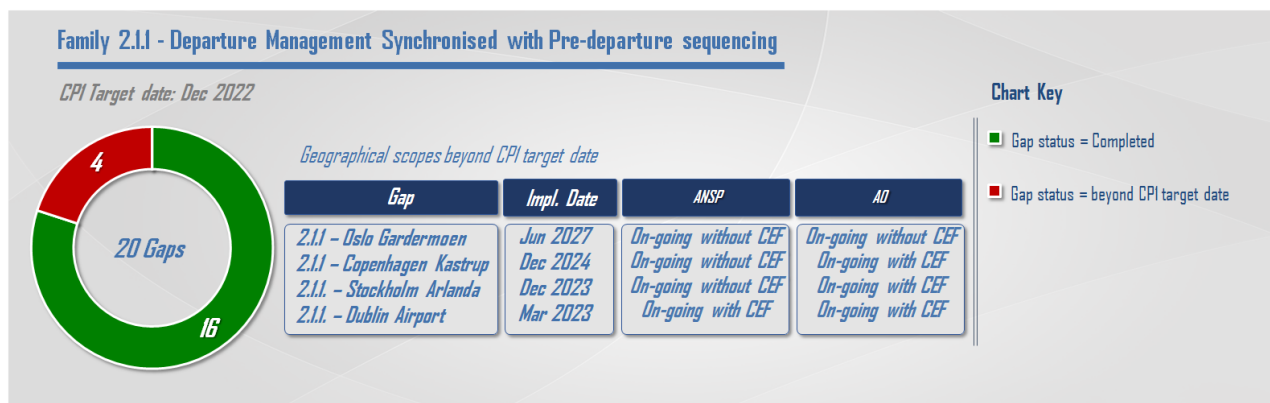 Family 2.1.1 - Departure Management Synchronised with Pre-departure sequencing
CPI Target date: Dec 2022
4
20 Gaps
16
Geographical scopes beyond CPI target date
Gap Impl. Date ANSP AO
2.1.1 – Oslo Gardermoen Jun 2027 On-going without CEF On-going without CEF
2.1.1 – Copenhagen Kastrup Dec 2024 On-going without CEF On-going with CEF
2.1.1. – Stockholm Arlanda Dec 2023 On-going without CEF On-going with CEF
2.1.1. – Dublin Airport Mar 2023 On-going with CEF On-going with CEF
Chart Key
Gap status = Completed
Gap status = beyond CPI target date